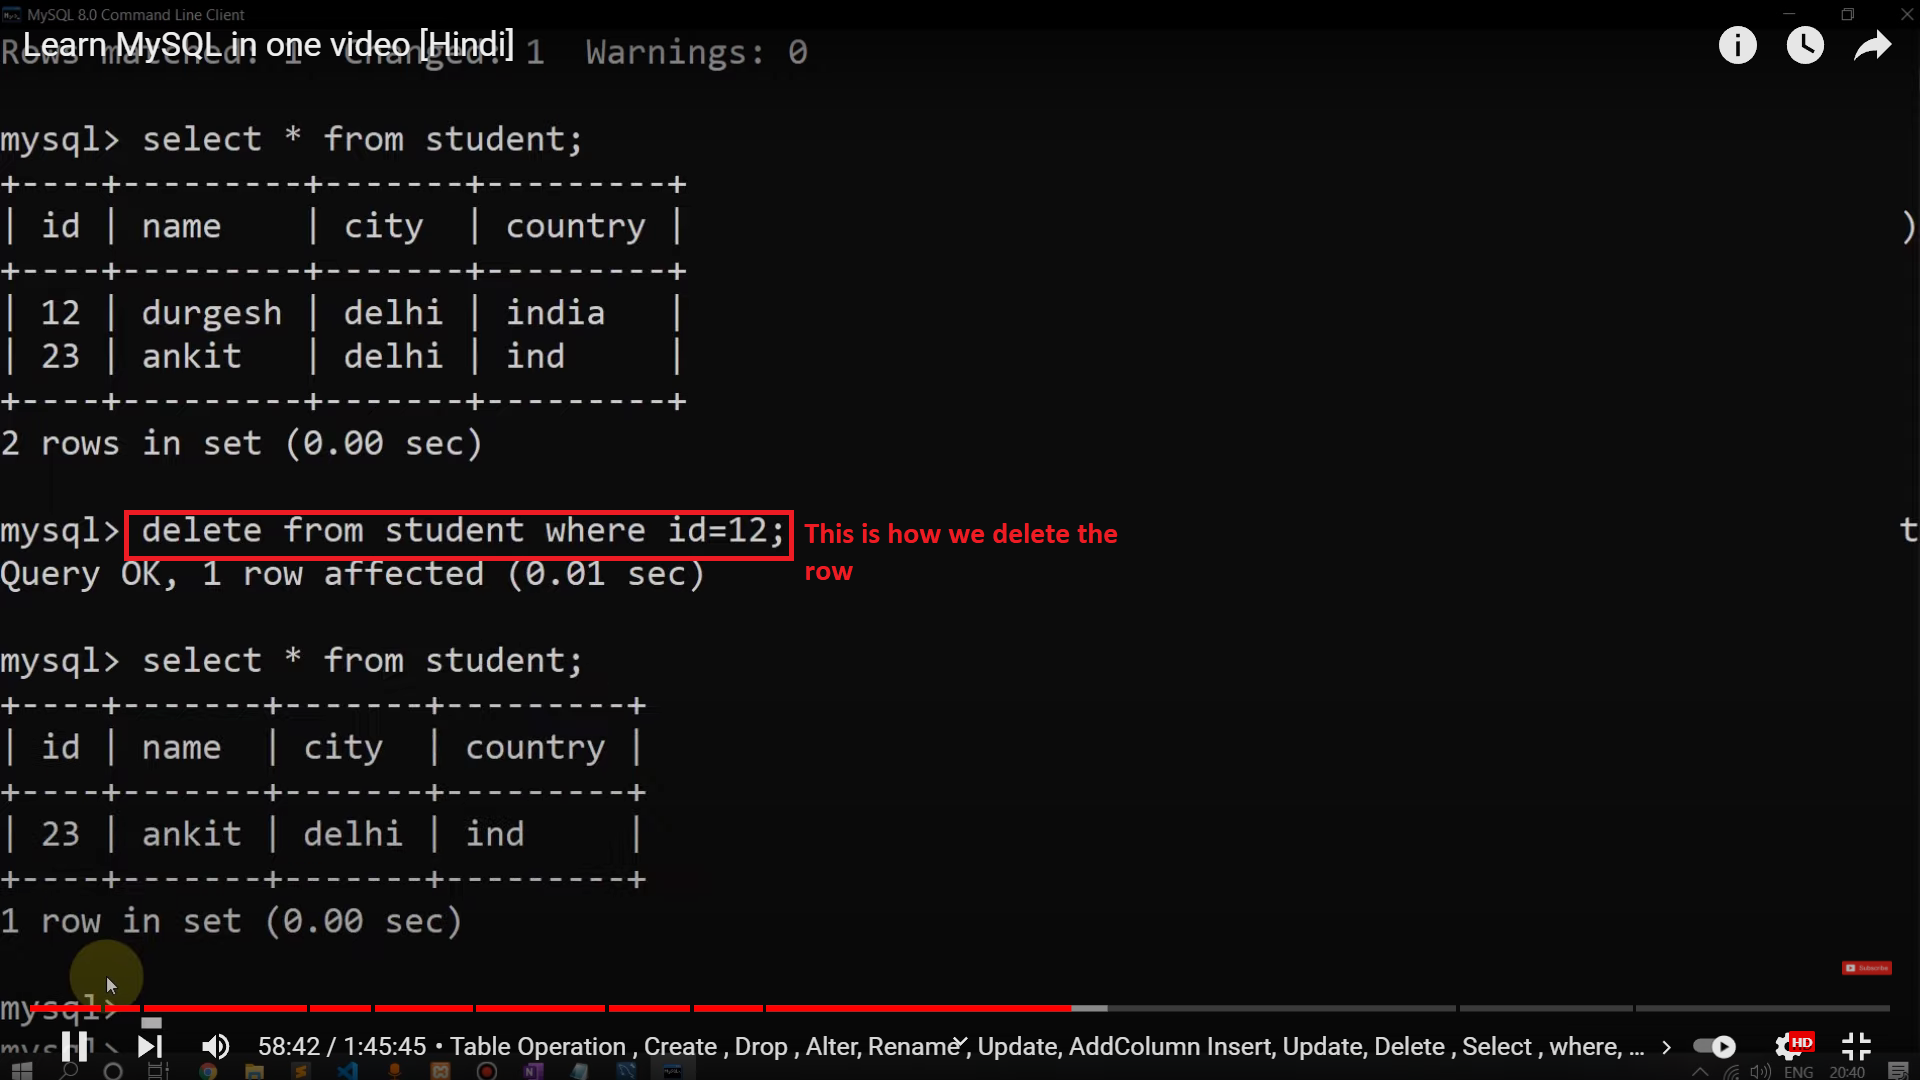 MySQL 8.0 Command Line Client
Learn MySQL in one video [Hindi]
Rows matched: 1  Changed: 1  Warnings: 0
mysql> select * from student;
+----+---------+-------+---------+
| id | name    | city  | country |
+----+---------+-------+---------+
| 12 | durgesh | delhi | india   |
| 23 | ankit   | delhi | ind     |
+----+---------+-------+---------+
2 rows in set (0.00 sec)
mysql> delete from student where id=12;
This is how we delete the
row
Query OK, 1 row affected (0.01 sec)
mysql> select * from student;
+----+-------+-------+---------+
| id | name  | city  | country |
+----+-------+-------+---------+
| 23 | ankit | delhi | ind     |
+----+-------+-------+---------+
1 row in set (0.00 sec)
)
t
Subscribe
mysql>
mysql>
58:42 / 1:45:45 • Table Operation , Create , Drop , Alter, Rename , Update, AddColumn Insert, Update, Delete , Select , where, ...
HD
ENG 20:40